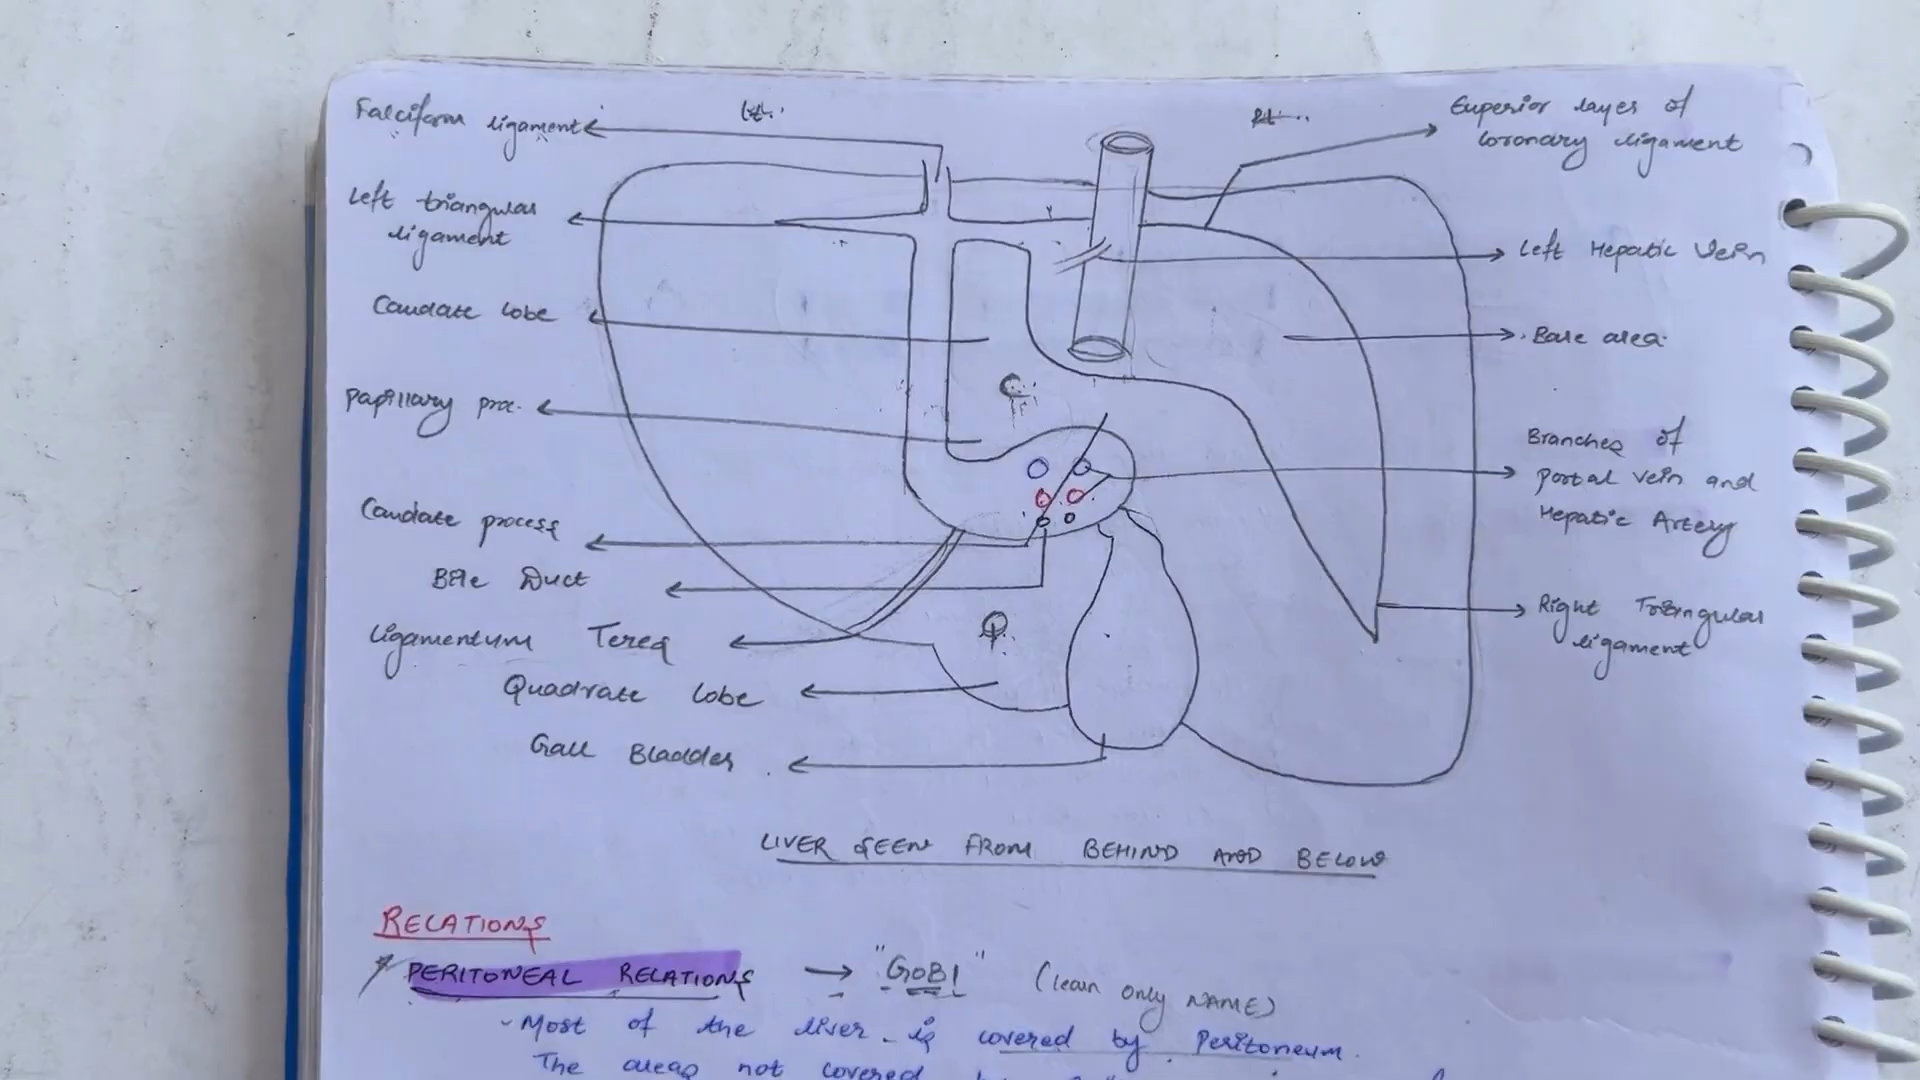 Falciform ligament
Lt.
Rt.
Superior layer of
coronary ligament
Left triangular
ligament
Left Hepatic Vein
Caudate lobe
Bare area
C
Papillary proc.
Branches of
portal vein and
Hepatic Artery
Caudate process
Bile Duct
Right Triangular
ligament
Ligamentum Teres
Q
Quadrate lobe
Gall Bladder
LIVER SEEN FROM BEHIND AND BELOW
RELATIONS
PERITONEAL RELATIONS → "GOBI" (learn only NAME)
- Most of the liver is covered by Peritoneum.
The areas not covered